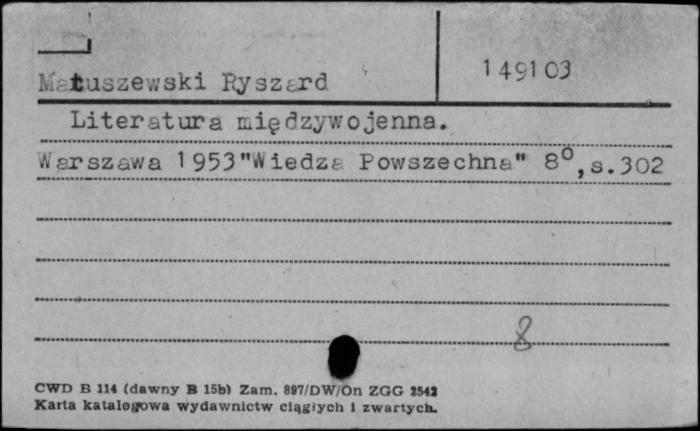 149103
Matuszewski Ryszard
Literatura międzywojenna.
Warszawa 1953 "Wiedza Powszechna" 8⁰, s. 302
8
CWD B 114 (dawny B 15b) Zam. 897/DW/On ZGG 2542
Karta katalogowa wydawnictw ciągłych i zwartych.